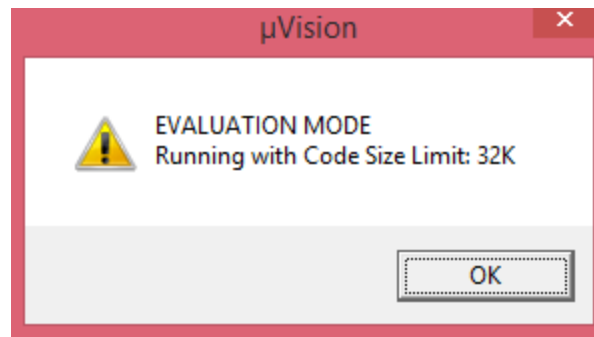 µVision
EVALUATION MODE
Running with Code Size Limit: 32K
OK